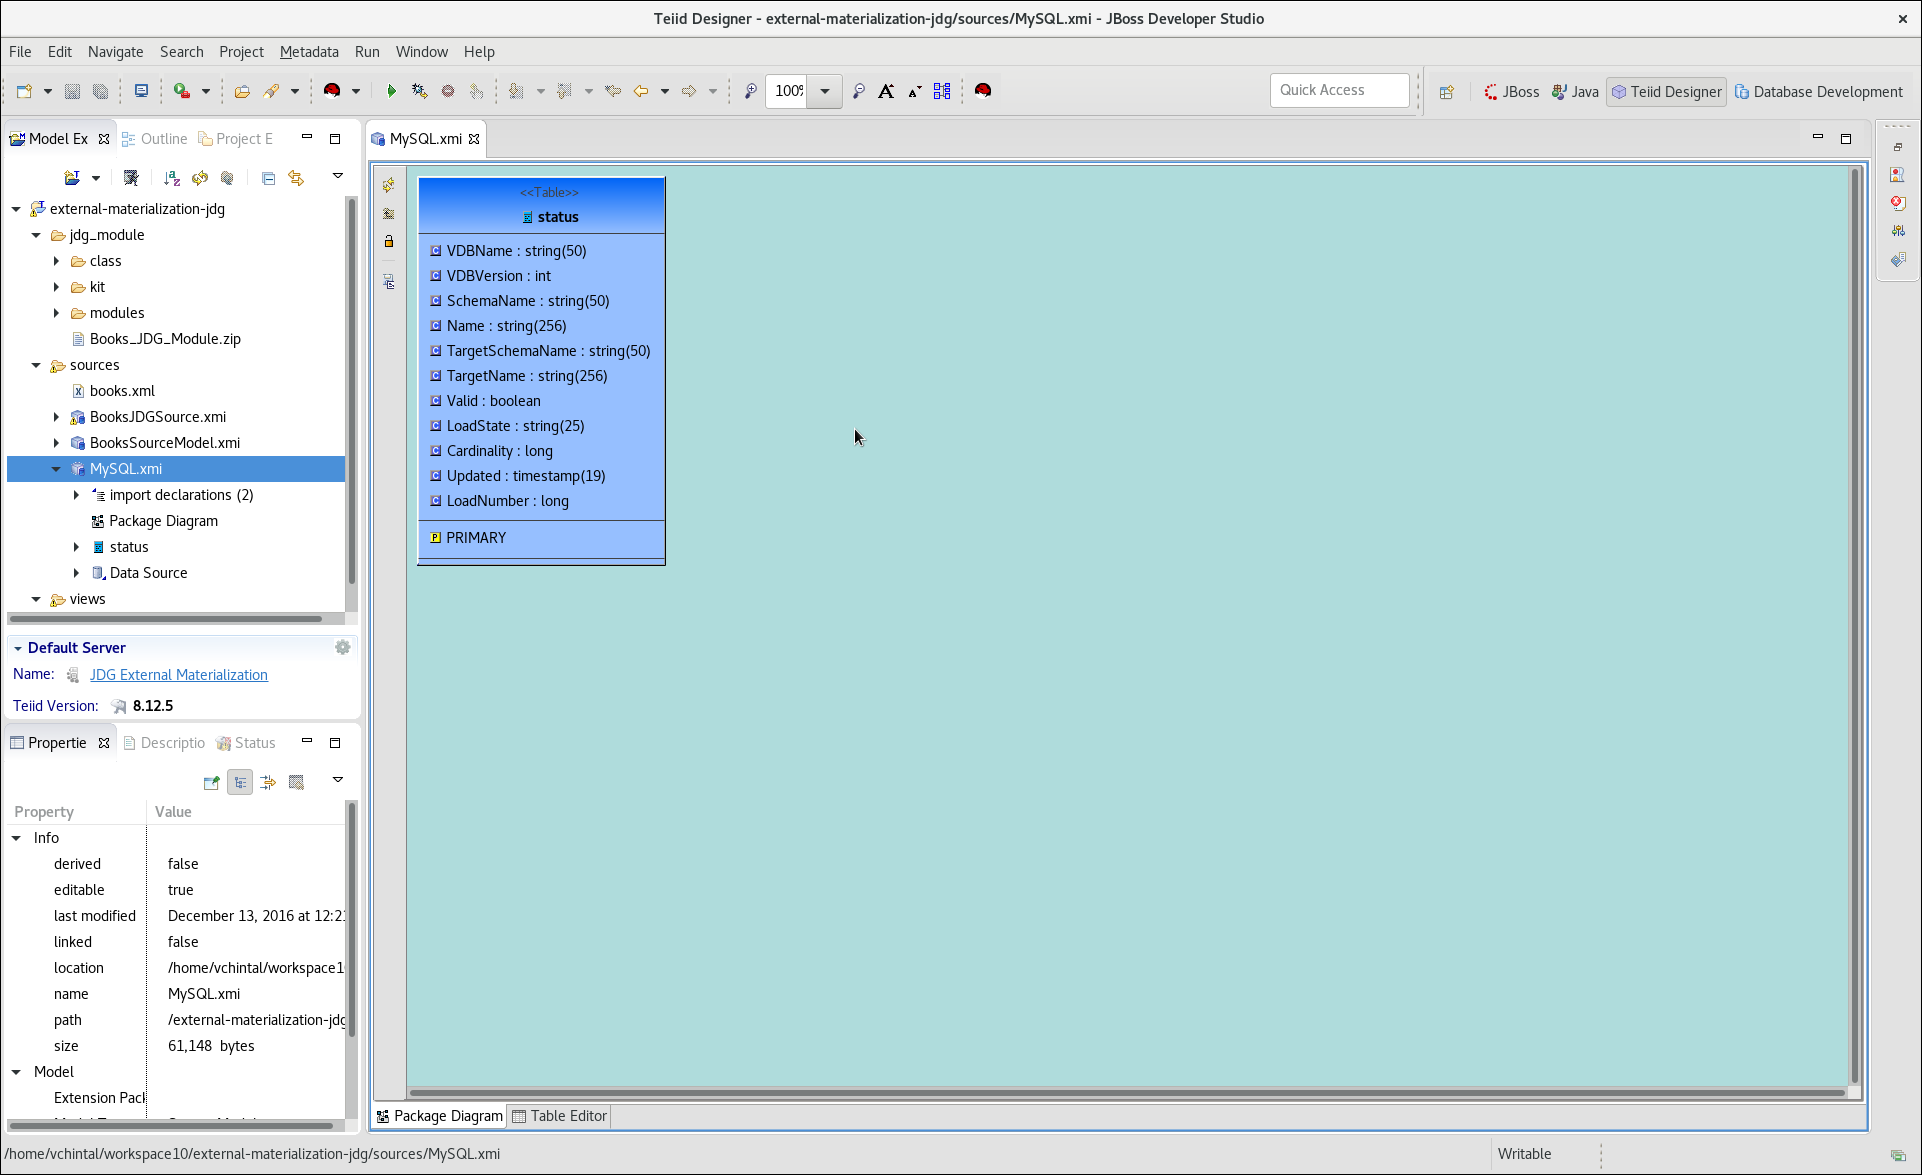 Teiid Designer - external-materialization-jdg/sources/MySQL.xmi - JBoss Developer Studio
File Edit Navigate Search Project Metadata Run Window Help
100%
Quick Access
JBoss Java Teiid Designer Database Development
Model Ex Outline Project E
MySQL.xmi
external-materialization-jdg
jdg_module
class
kit
modules
Books_JDG_Module.zip
sources
books.xml
BooksJDGSource.xmi
BooksSourceModel.xmi
MySQL.xmi
import declarations (2)
Package Diagram
status
Data Source
views
Default Server
Name: JDG External Materialization
Teiid Version: 8.12.5
Propertie Descriptio Status
Property Value
Info
derived false
editable true
last modified December 13, 2016 at 12:2
linked false
location /home/vchintal/workspace1
name MySQL.xmi
path /external-materialization-jdg
size 61,148 bytes
Model
Extension Pack
<<Table>>
status
VDBName : string(50)
VDBVersion : int
SchemaName : string(50)
Name : string(256)
TargetSchemaName : string(50)
TargetName : string(256)
Valid : boolean
LoadState : string(25)
Cardinality : long
Updated : timestamp(19)
LoadNumber : long
PRIMARY
Package Diagram Table Editor
/home/vchintal/workspace10/external-materialization-jdg/sources/MySQL.xmi
Writable